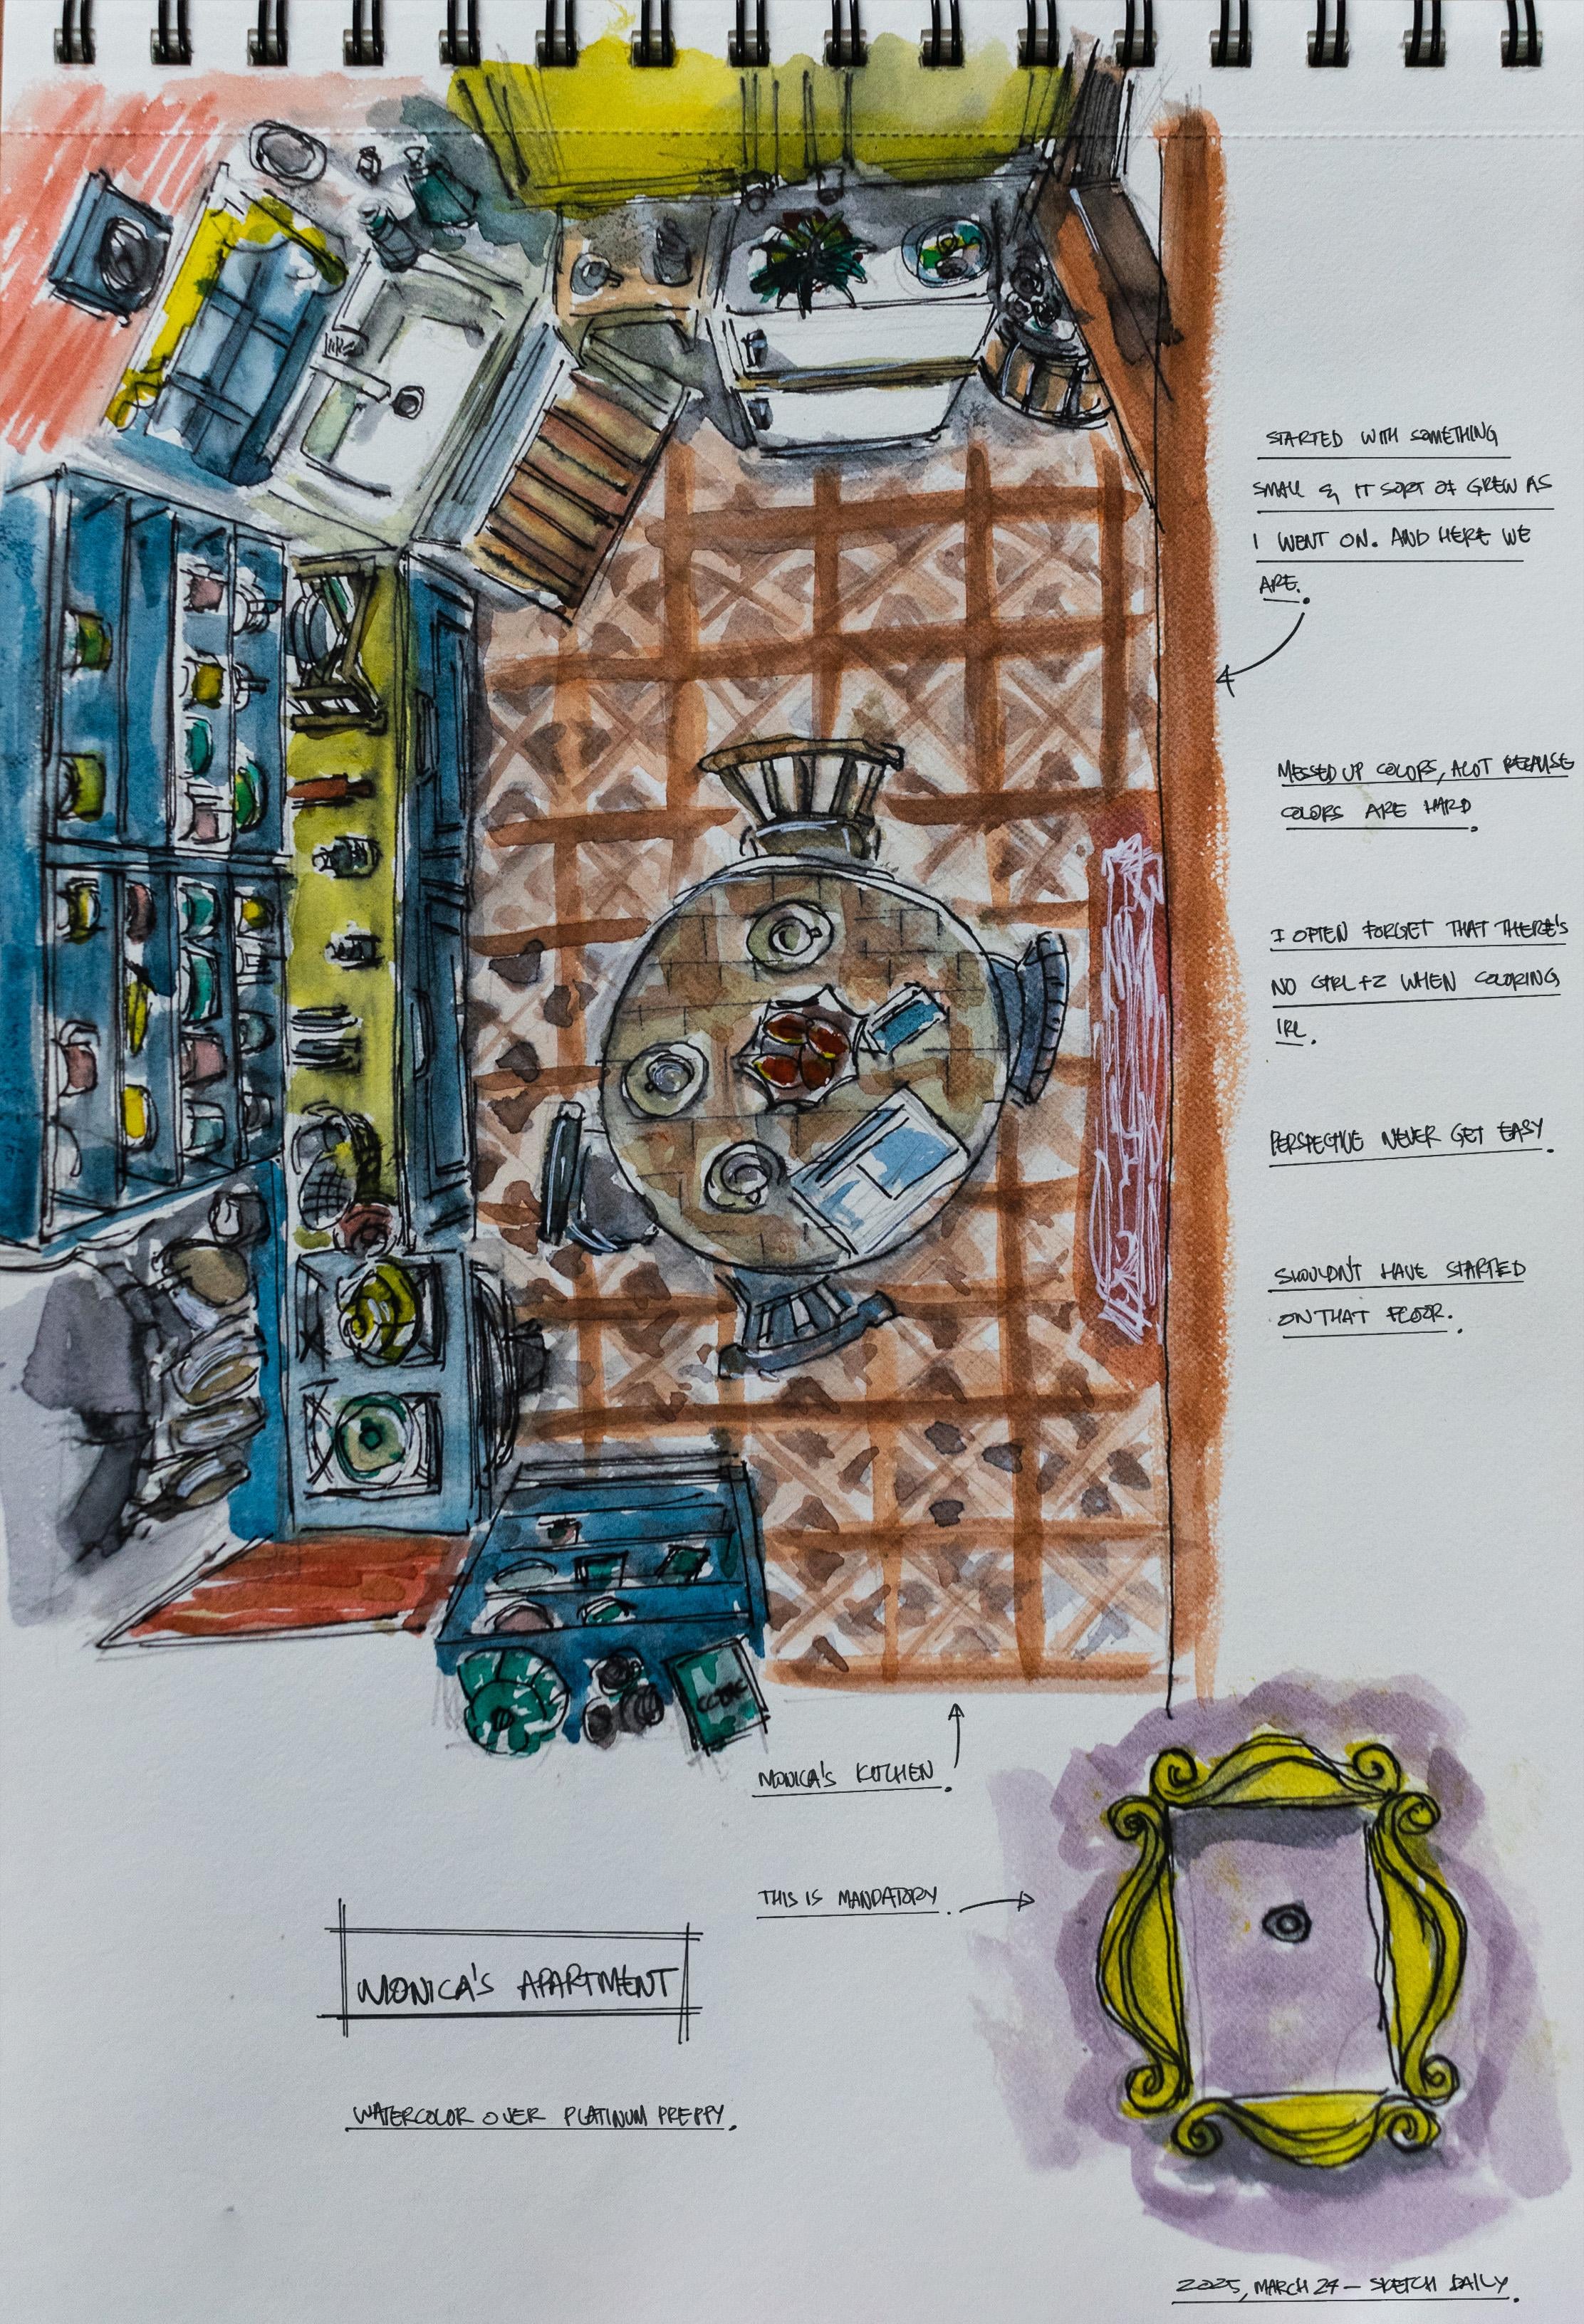 STARTED WITH SOMETHING
SMALL & IT SORT OF GREW AS
I WENT ON. AND HERE WE
ARE.
MESSED UP COLORS, ALOT BECAUSE
COLORS ARE HARD.
I OFTEN FORGET THAT THERE'S
NO CTRL+Z WHEN COLORING
IRL.
PERSPECTIVE NEVER GET EASY.
SHOULDN'T HAVE STARTED
ON THAT FLOOR.
MONICA'S KITCHEN.
THIS IS MANDATORY.
MONICA'S APARTMENT
WATERCOLOR OVER PLATINUM PREPPY.
2025, MARCH 24 – SKETCH DAILY.